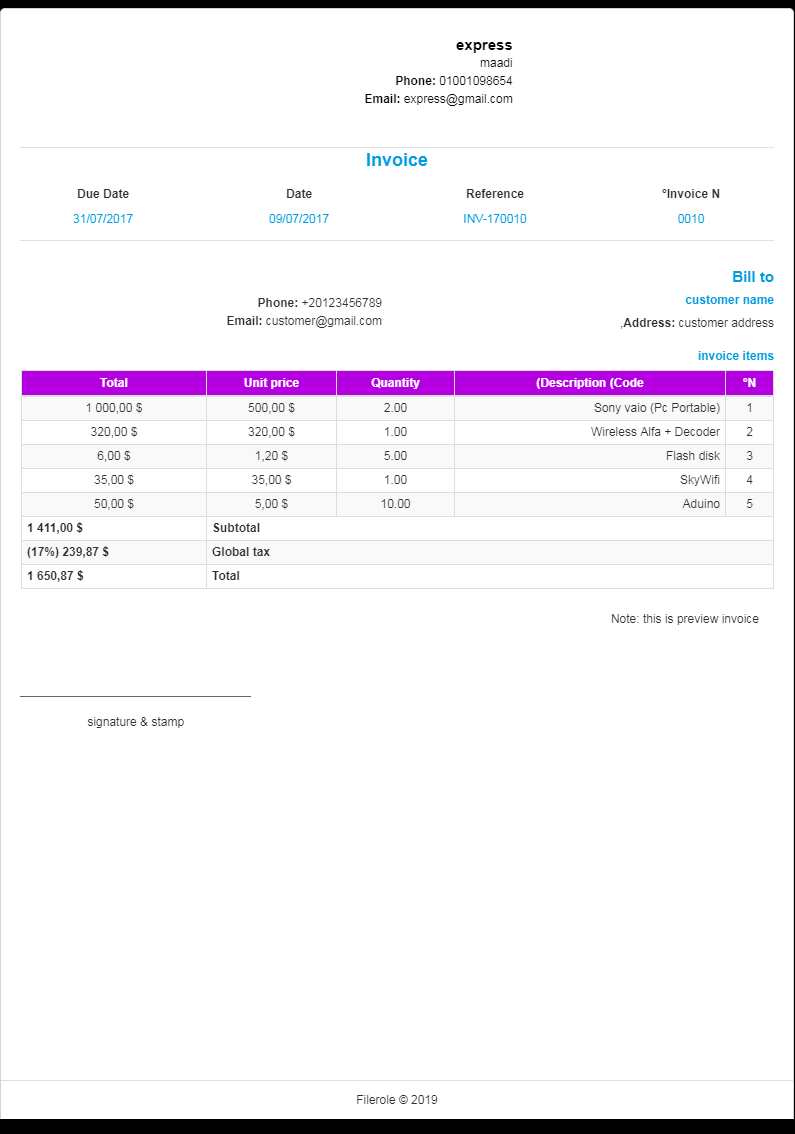 express
maadi
Phone: 01001098654
Email: express@gmail.com
Invoice
Due Date Date Reference °Invoice N
31/07/2017 09/07/2017 INV-170010 0010
Bill to
customer name
Phone: +20123456789
Email: customer@gmail.com
,Address: customer address
invoice items
Total Unit price Quantity (Description (Code °N
1 000,00 $ 500,00 $ 2.00 Sony vaio (Pc Portable) 1
320,00 $ 320,00 $ 1.00 Wireless Alfa + Decoder 2
6,00 $ 1,20 $ 5.00 Flash disk 3
35,00 $ 35,00 $ 1.00 SkyWifi 4
50,00 $ 5,00 $ 10.00 Aduino 5
1 411,00 $ Subtotal
(17%) 239,87 $ Global tax
1 650,87 $ Total
Note: this is preview invoice
signature & stamp
Filerole © 2019